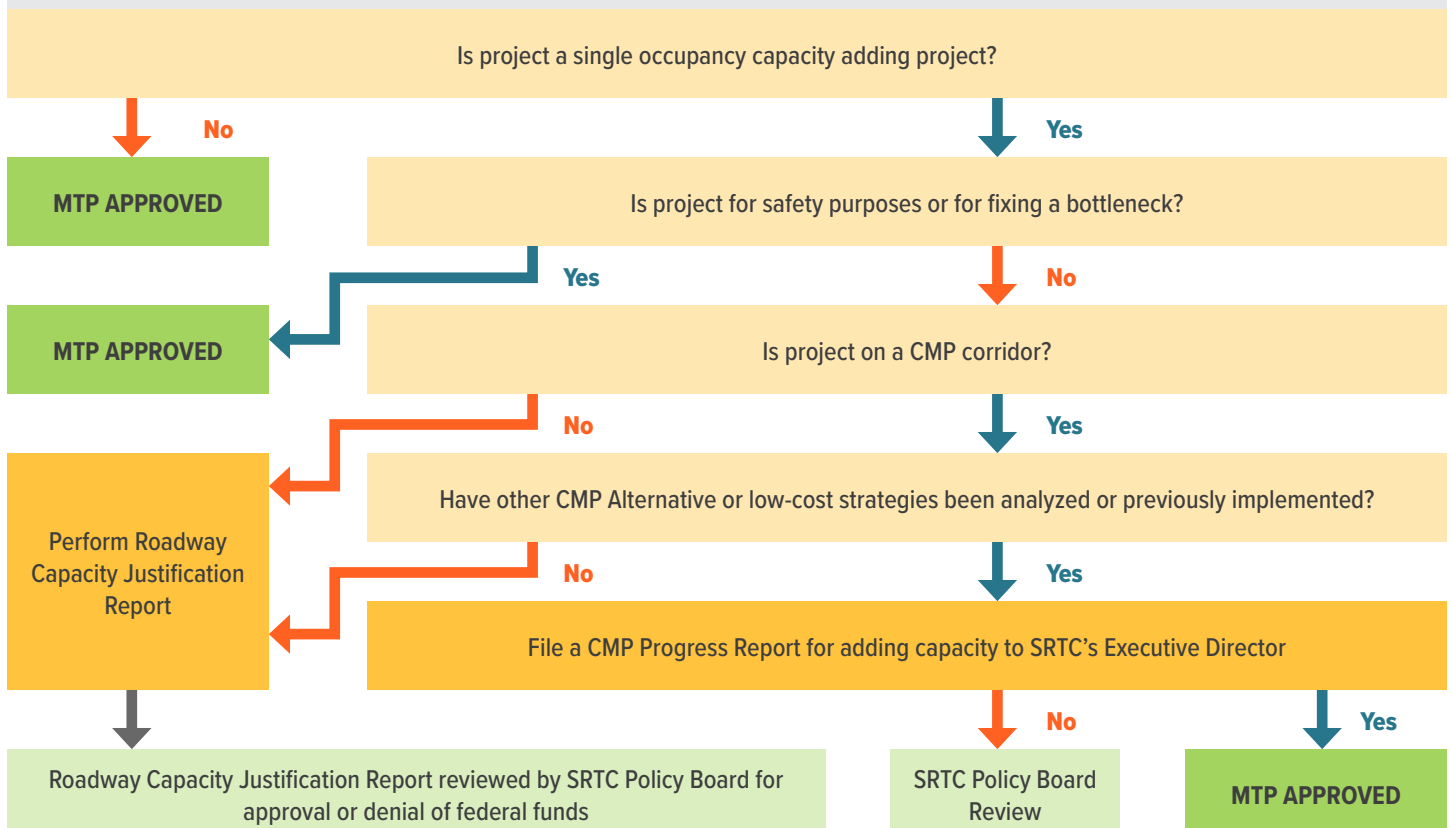 Is project a single occupancy capacity adding project?
No
Yes
MTP APPROVED
Is project for safety purposes or for fixing a bottleneck?
Yes
No
MTP APPROVED
Is project on a CMP corridor?
No
Yes
Perform Roadway
Capacity Justification
Report
Have other CMP Alternative or low-cost strategies been analyzed or previously implemented?
No
Yes
File a CMP Progress Report for adding capacity to SRTC’s Executive Director
No
Yes
Roadway Capacity Justification Report reviewed by SRTC Policy Board for
approval or denial of federal funds
SRTC Policy Board
Review
MTP APPROVED